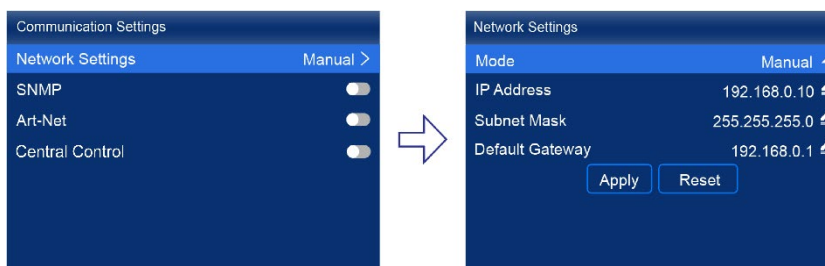 Communication Settings
Network Settings Manual >
SNMP
Art-Net
Central Control
Network Settings
Mode Manual
IP Address 192.168.0.10
Subnet Mask 255.255.255.0
Default Gateway 192.168.0.1
Apply Reset